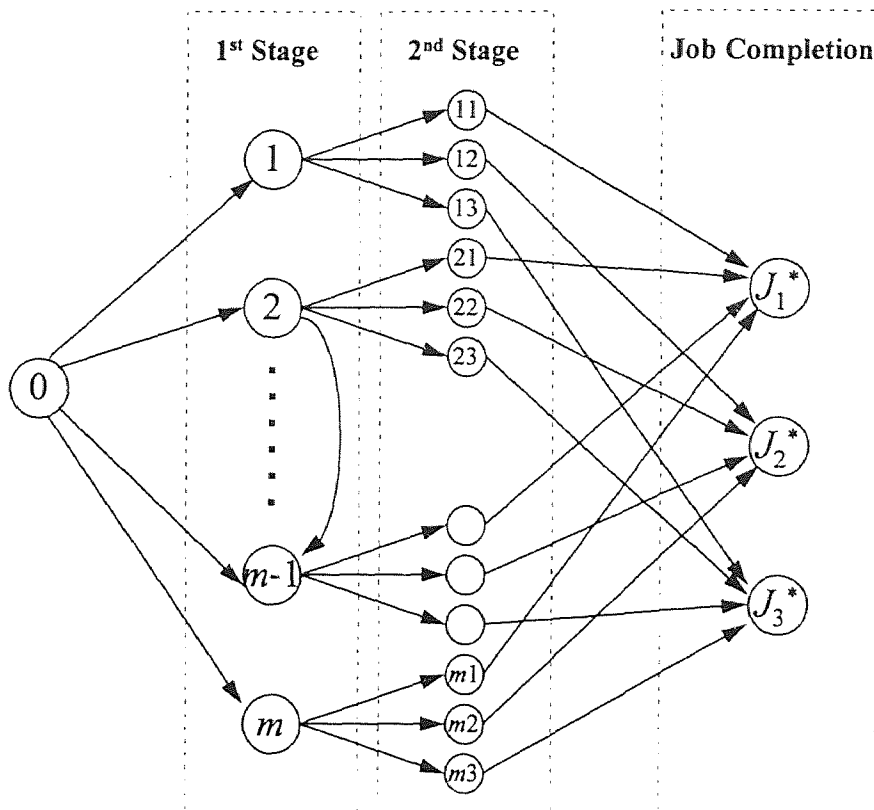 1st Stage
2nd Stage
Job Completion
11
12
1
13
21
J1*
2
22
23
0
J2*
m-1
J3*
m1
m
m2
m3